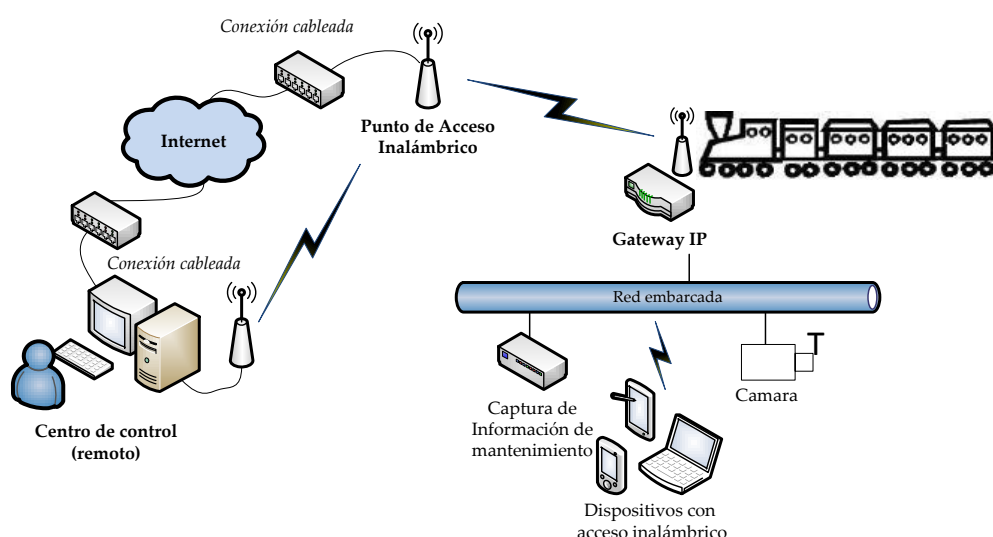 Conexión cableada
Internet
Punto de Acceso
Inalámbrico
Conexión cableada
Centro de control
(remoto)
Gateway IP
Red embarcada
Captura de
Información de
mantenimiento
Camara
Dispositivos con
acceso inalámbrico